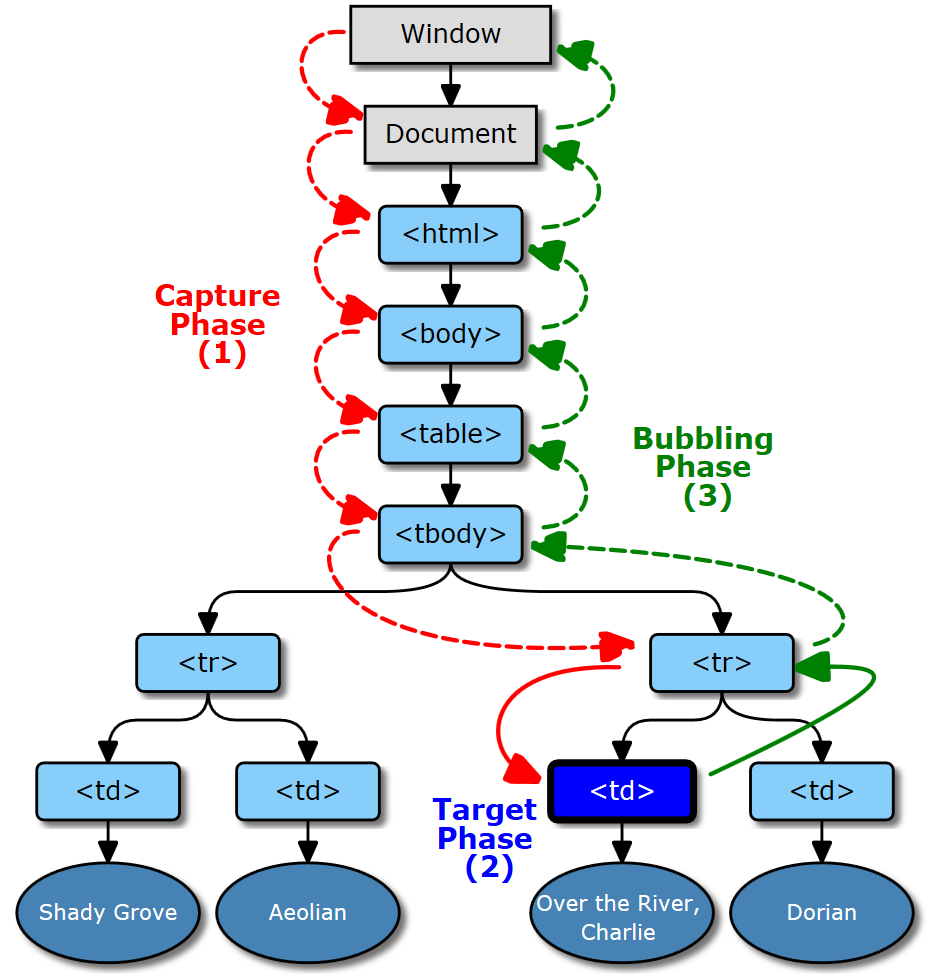 Window
Document
<html>
Capture
Phase
(1)
<body>
<table>
Bubbling
Phase
(3)
<tbody>
<tr>
<tr>
<td>
<td>
<td>
<td>
Target
Phase
(2)
Shady Grove
Aeolian
Over the River,
Charlie
Dorian